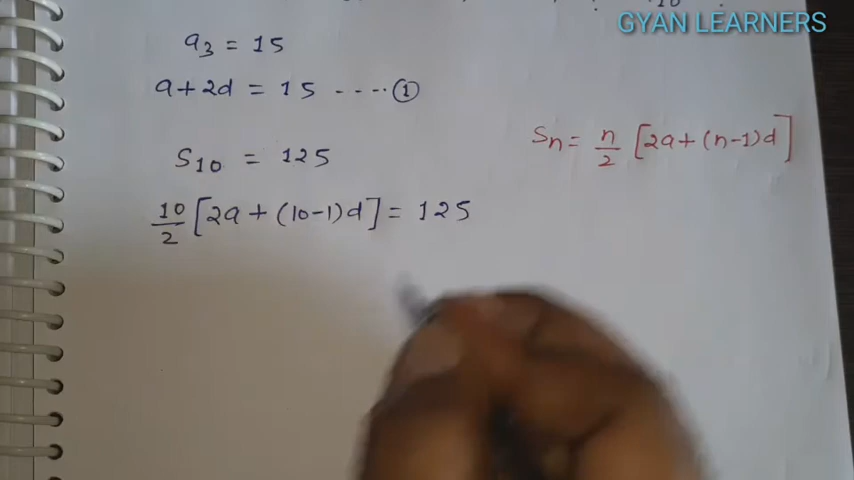 GYAN LEARNERS
a₃ = 15
a + 2d = 15 ----①
Sn = n/2 [2a + (n-1)d]
S₁₀ = 125
10/2 [2a + (10-1)d] = 125